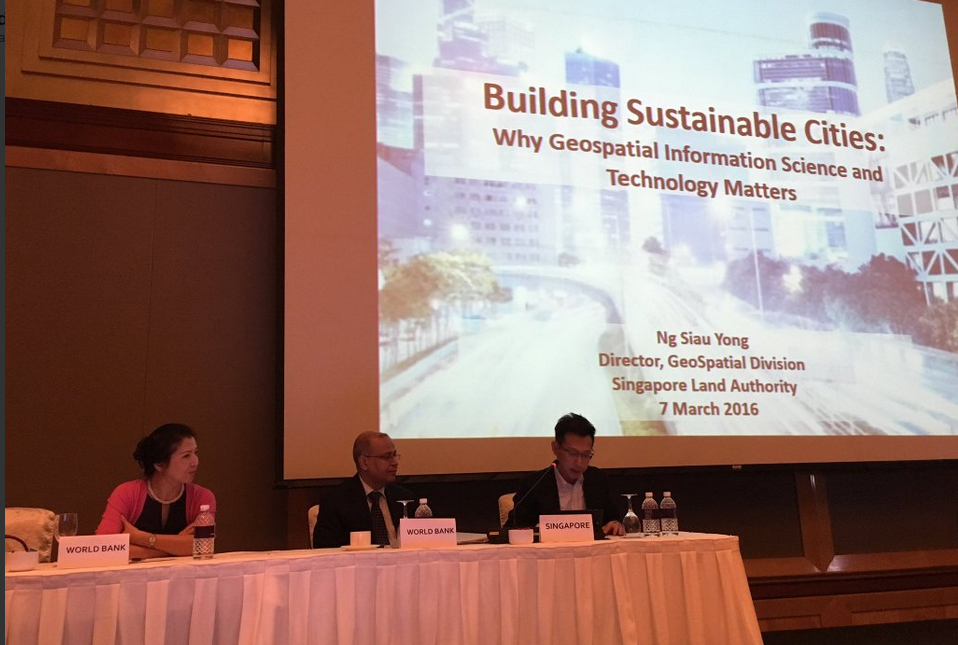 Building Sustainable Cities:
Why Geospatial Information Science and
Technology Matters
Ng Siau Yong
Director, GeoSpatial Division
Singapore Land Authority
7 March 2016
WORLD BANK
WORLD BANK
SINGAPORE